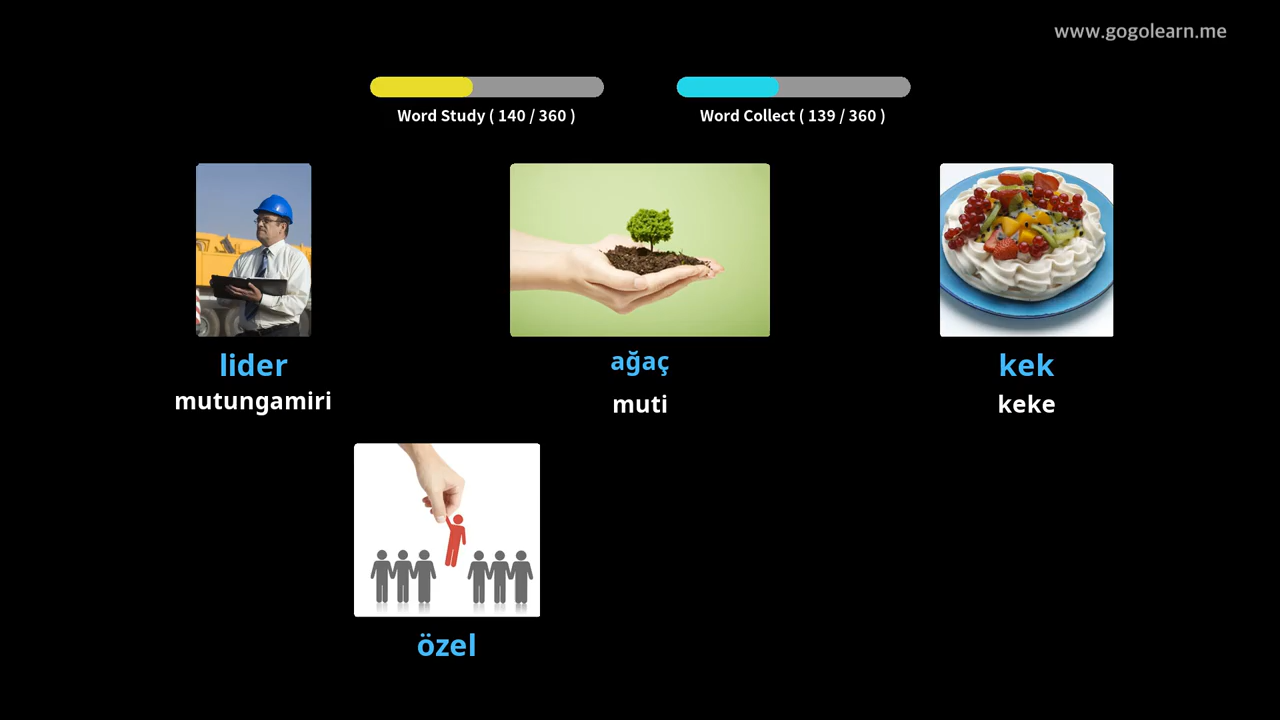 www.gogolearn.me
Word Study ( 140 / 360 )
Word Collect ( 139 / 360 )
lider
mutungamiri
ağaç
muti
kek
keke
özel